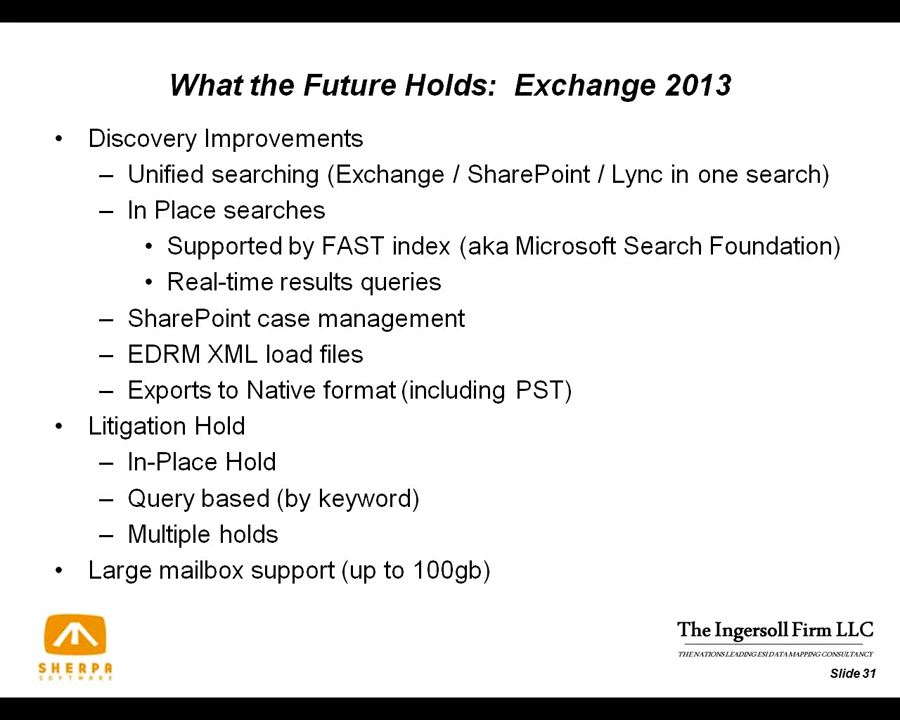 What the Future Holds: Exchange 2013
• Discovery Improvements
– Unified searching (Exchange / SharePoint / Lync in one search)
– In Place searches
• Supported by FAST index (aka Microsoft Search Foundation)
• Real-time results queries
– SharePoint case management
– EDRM XML load files
– Exports to Native format (including PST)
• Litigation Hold
– In-Place Hold
– Query based (by keyword)
– Multiple holds
• Large mailbox support (up to 100gb)
SHERPA
SOFTWARE
The Ingersoll Firm LLC
THE NATIONS LEADING ESI DATA MAPPING CONSULTANCY
Slide 31